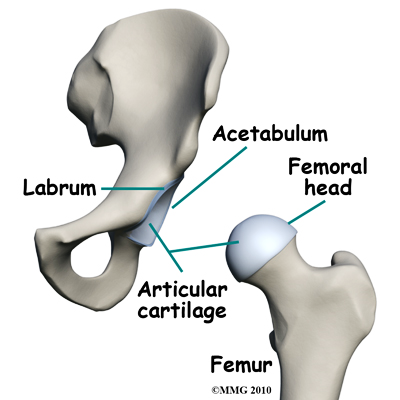 Acetabulum
Femoral
head
Labrum
Articular
cartilage
Femur
©MMG 2010